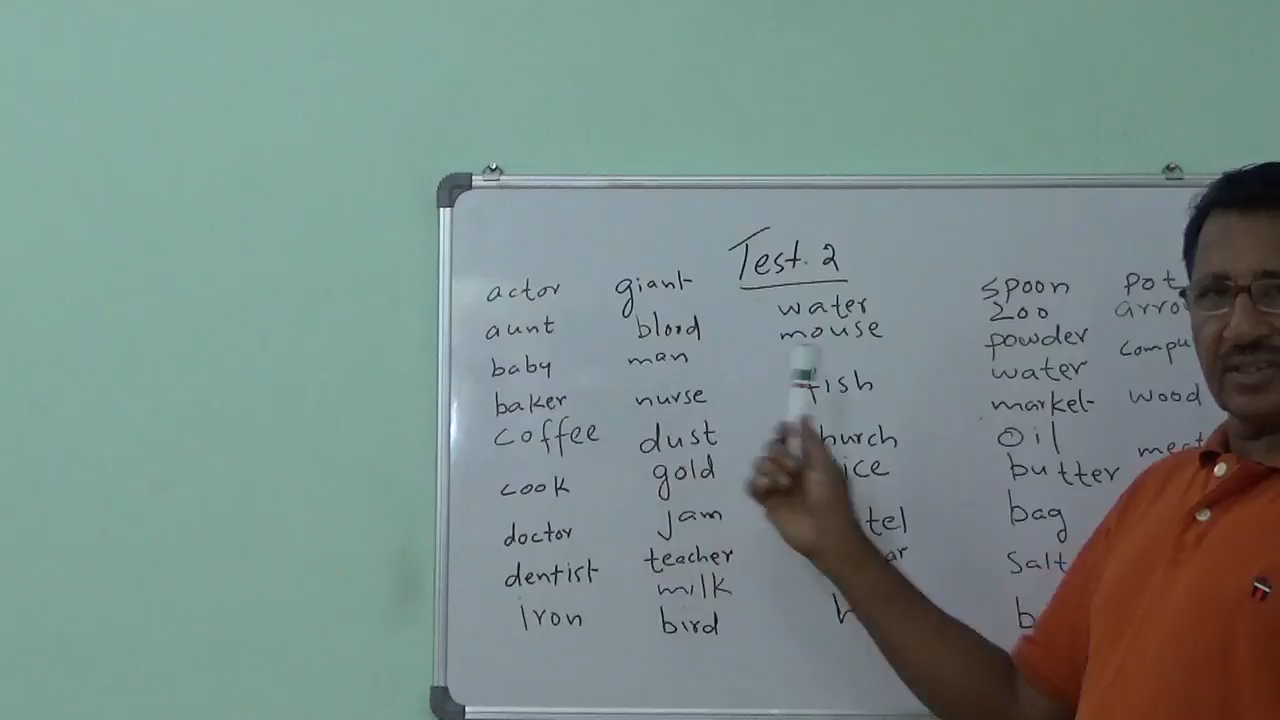 Test. 2
actor
aunt
baby
baker
coffee
cook
doctor
dentist
iron
giant
blood
man
nurse
dust
gold
jam
teacher
milk
bird
water
mouse
fish
spoon
zoo
powder
water
market
oil
butter
bag
salt
pot
wood